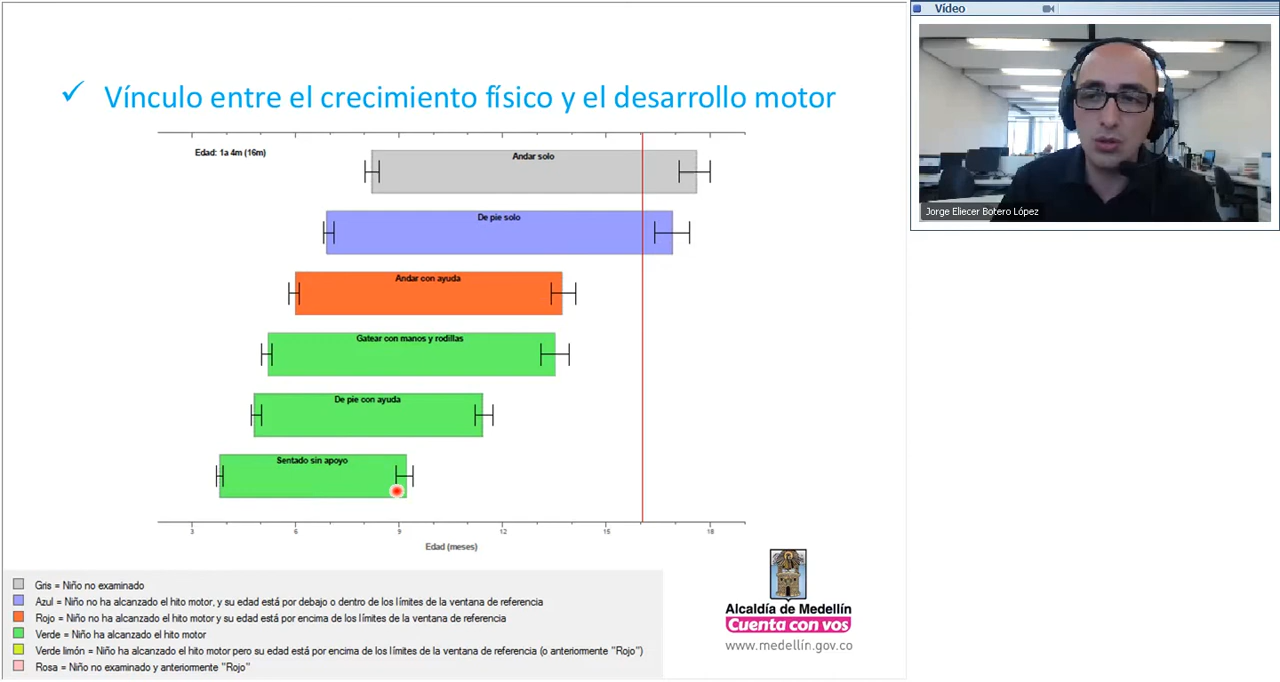 Vídeo
Jorge Eliecer Botero López
Vínculo entre el crecimiento físico y el desarrollo motor
Edad: 1a 4m (16m)
Andar solo
De pie solo
Andar con ayuda
Gatear con manos y rodillas
De pie con ayuda
Sentado sin apoyo
3 6 9 12 15 18
Edad (meses)
Gris = Niño no examinado
Azul = Niño no ha alcanzado el hito motor, y su edad está por debajo o dentro de los límites de la ventana de referencia
Rojo = Niño no ha alcanzado el hito motor y su edad está por encima de los límites de la ventana de referencia
Verde = Niño ha alcanzado el hito motor
Verde limón = Niño ha alcanzado el hito motor pero su edad está por encima de los límites de la ventana de referencia (o anteriormente "Rojo")
Rosa = Niño no examinado y anteriormente "Rojo"
Alcaldía de Medellín
Cuenta con vos
www.medellín.gov.co